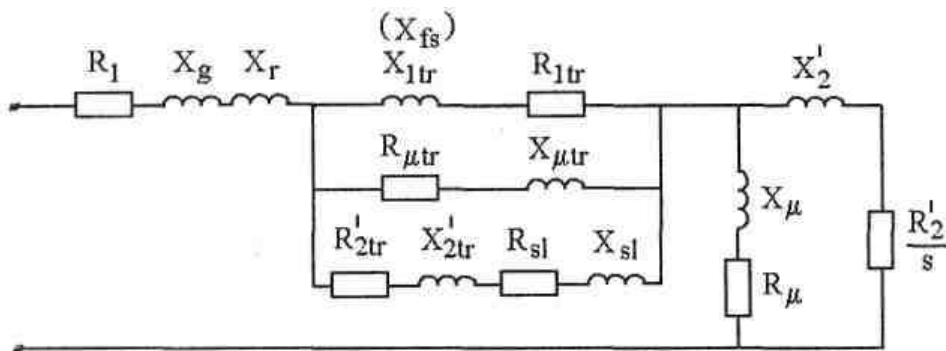 (X_fs)
R_1 X_g X_r X_1tr R_1tr X'_2
R_μtr X_μtr
X_μ
R'_2tr X'_2tr R_sl X_sl
R'_2/s
R_μ